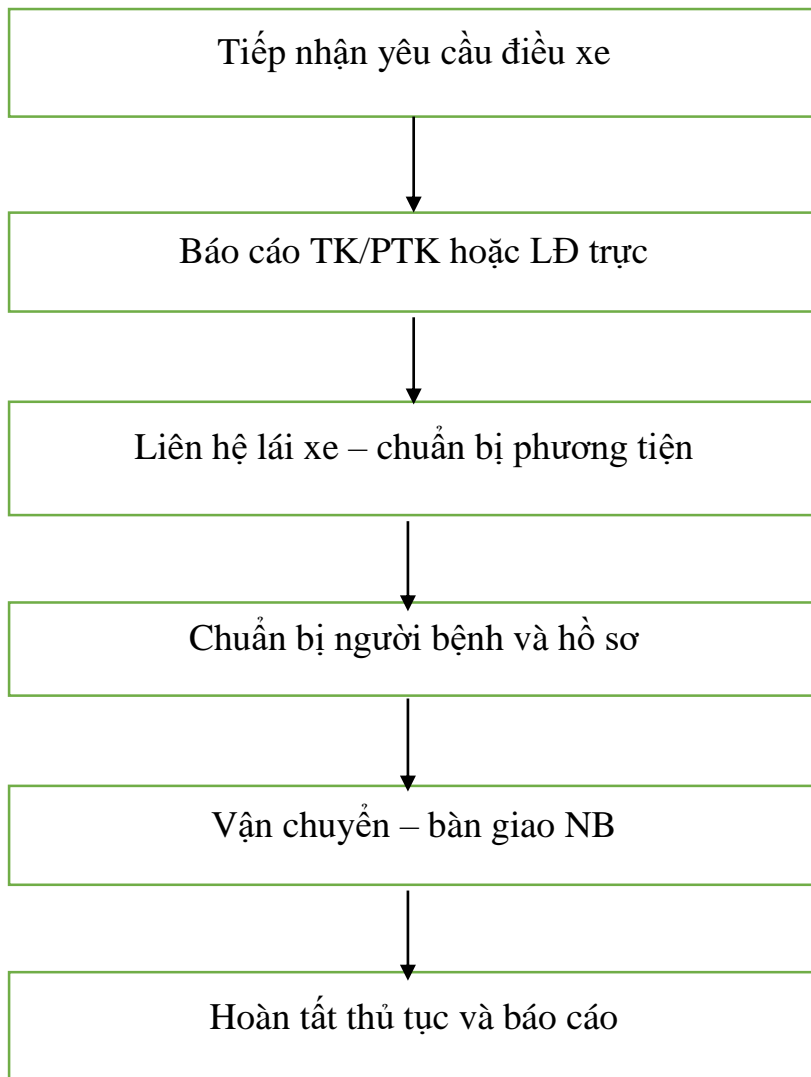 Tiếp nhận yêu cầu điều xe
Báo cáo TK/PTK hoặc LĐ trực
Liên hệ lái xe – chuẩn bị phương tiện
Chuẩn bị người bệnh và hồ sơ
Vận chuyển – bàn giao NB
Hoàn tất thủ tục và báo cáo